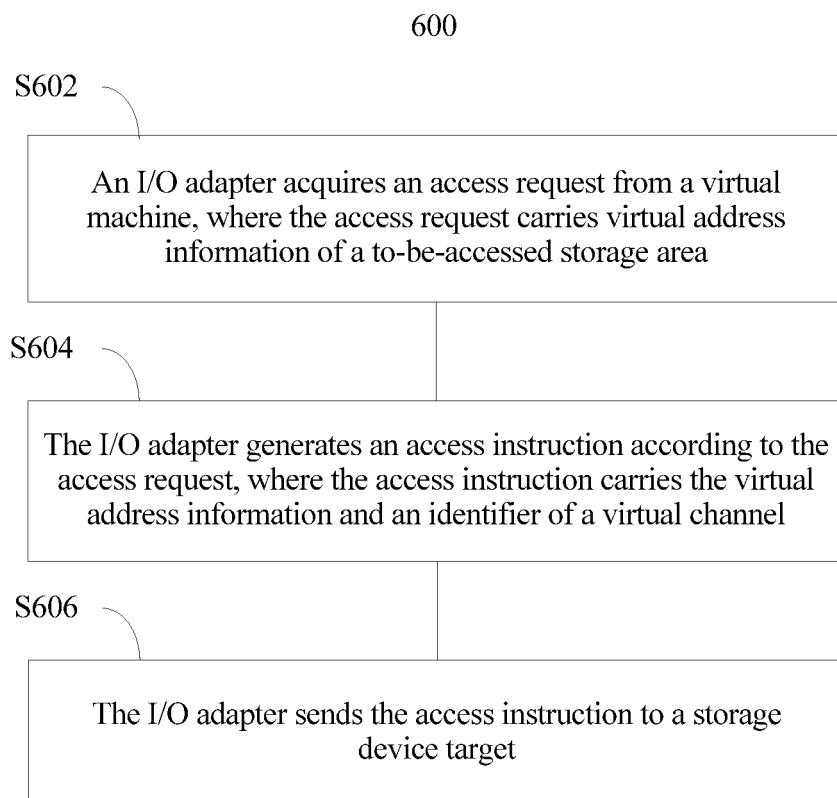 600
S602
An I/O adapter acquires an access request from a virtual
machine, where the access request carries virtual address
information of a to-be-accessed storage area
S604
The I/O adapter generates an access instruction according to the
access request, where the access instruction carries the virtual
address information and an identifier of a virtual channel
S606
The I/O adapter sends the access instruction to a storage
device target